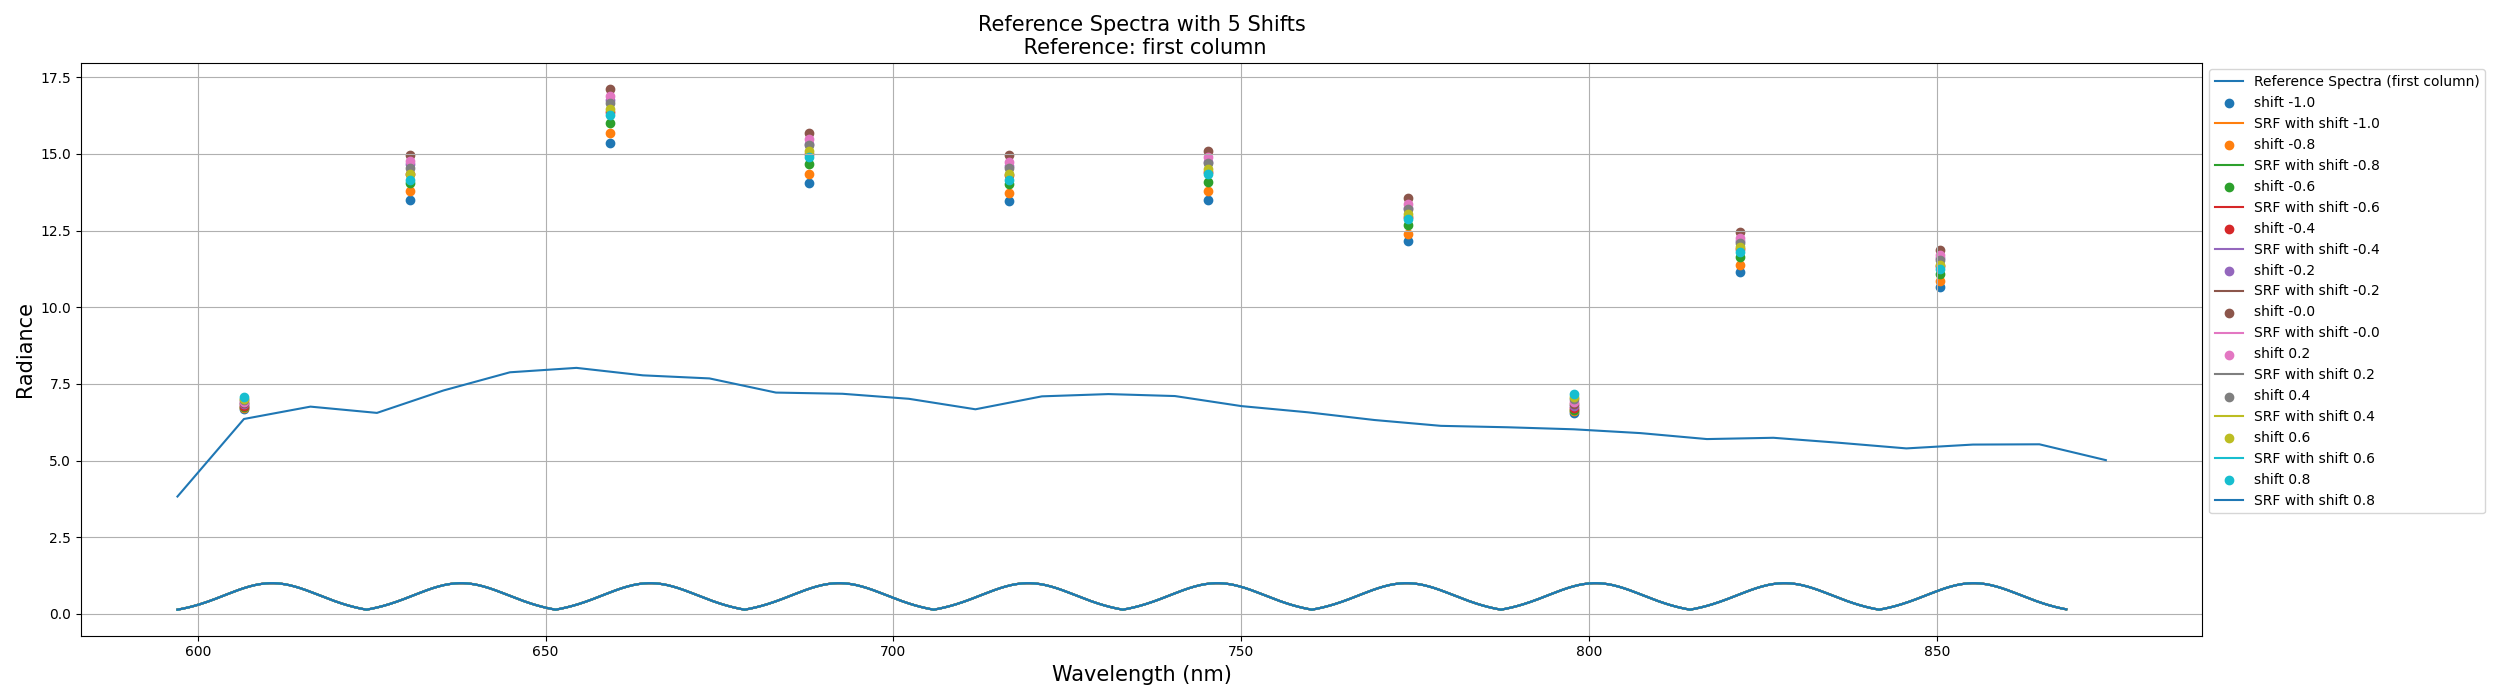 Reference Spectra with 5 Shifts
Reference: first column
17.5
15.0
12.5
10.0
7.5
5.0
2.5
0.0
Radiance
600
650
700
750
800
850
Wavelength (nm)
Reference Spectra (first column)
shift -1.0
SRF with shift -1.0
shift -0.8
SRF with shift -0.8
shift -0.6
SRF with shift -0.6
shift -0.4
SRF with shift -0.4
shift -0.2
SRF with shift -0.2
shift -0.0
SRF with shift -0.0
shift 0.2
SRF with shift 0.2
shift 0.4
SRF with shift 0.4
shift 0.6
SRF with shift 0.6
shift 0.8
SRF with shift 0.8